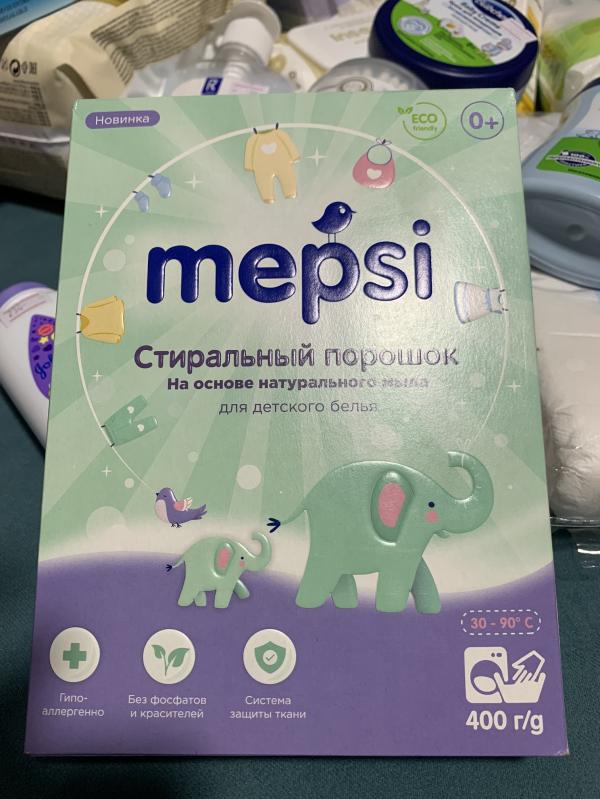 Новинка
ECO
friendly
0+
mepsi
Стиральный порошок
На основе натурального мыла
для детского белья
30 - 90° C
Гипо-
аллергенно
Без фосфатов
и красителей
Система
защиты ткани
400 г/g